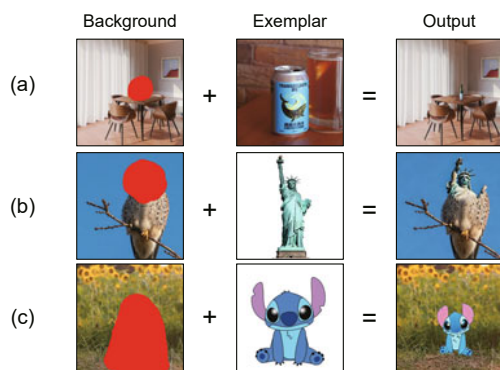 Background Exemplar Output
(a) + =
(b) + =
(c) + =